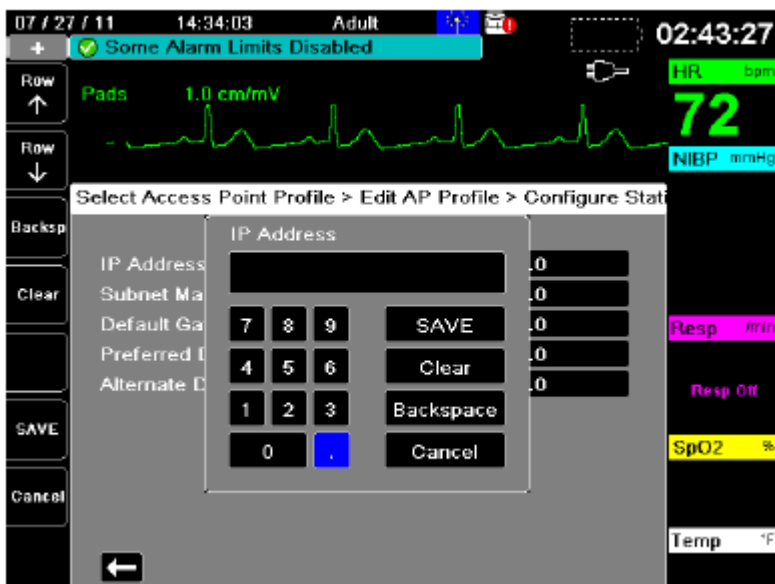 07 / 27 / 11 14:34:03 Adult
02:43:27
+ Some Alarm Limits Disabled
HR bpm
72
Row
Pads 1.0 cm/mV
Row
NIBP mmHg
Select Access Point Profile > Edit AP Profile > Configure Stati
Backsp
IP Address
IP Address .0
Clear
Subnet Ma .0
Default Ga .0
Preferred D .0
Alternate D .0
7 8 9 SAVE
4 5 6 Clear
1 2 3 Backspace
0 . Cancel
Resp /min
Resp Off
SAVE
SpO2 %
Cancel
Temp °F